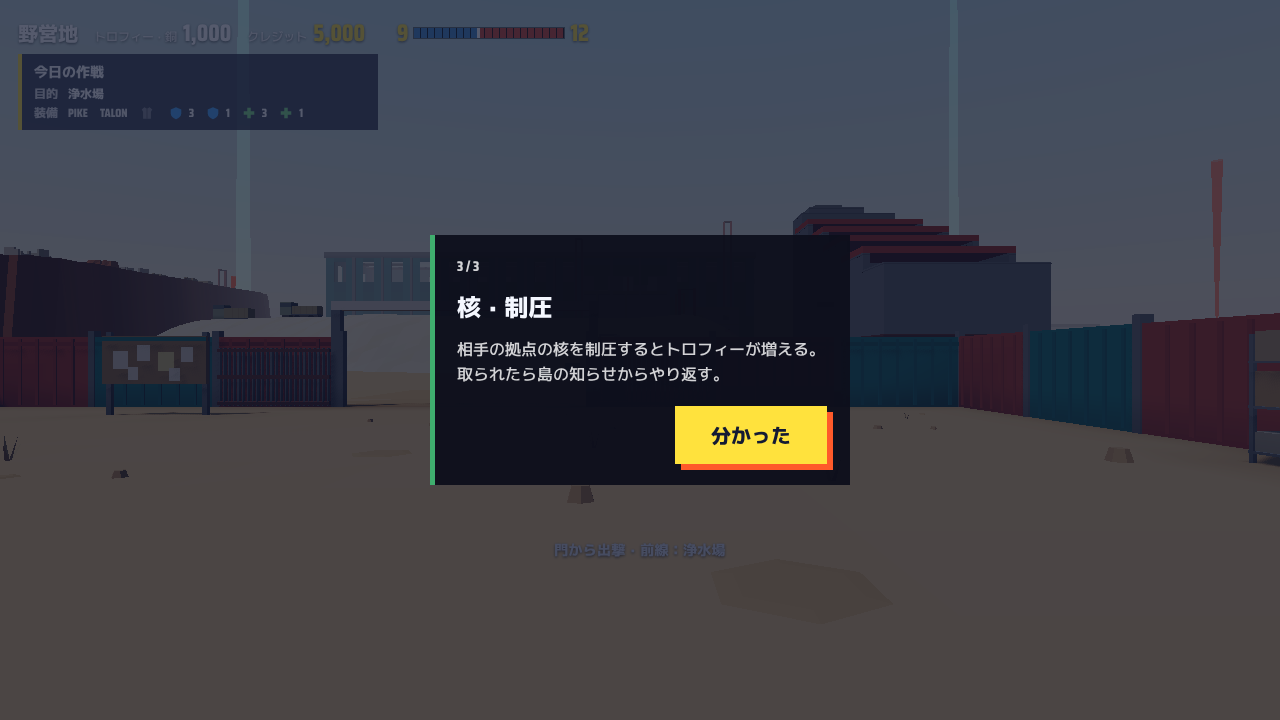 野営地 トロフィー・銅 1,000 クレジット 5,000 9 12
今日の作戦
目的 浄水場
装備 PIKE TALON 3 1 3 1
3/3
核・制圧
相手の拠点の核を制圧するとトロフィーが増える。
取られたら島の知らせからやり返す。
分かった
門から出撃・前線：浄水場